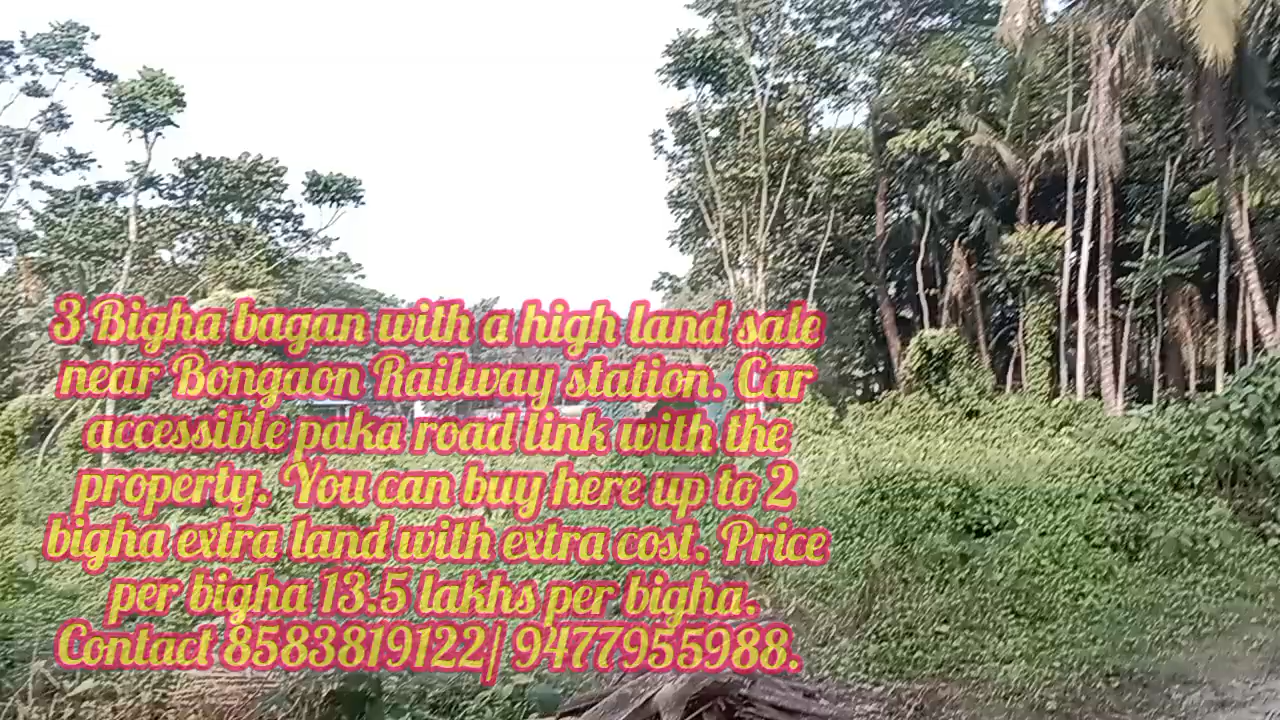 3 Bigha bagan with a high land sale
near Bongaon Railway station. Car
accessible paka road link with the
property. You can buy here up to 2
bigha extra land with extra cost. Price
per bigha 13.5 lakhs per bigha.
Contact 8583819122/ 9477955988.